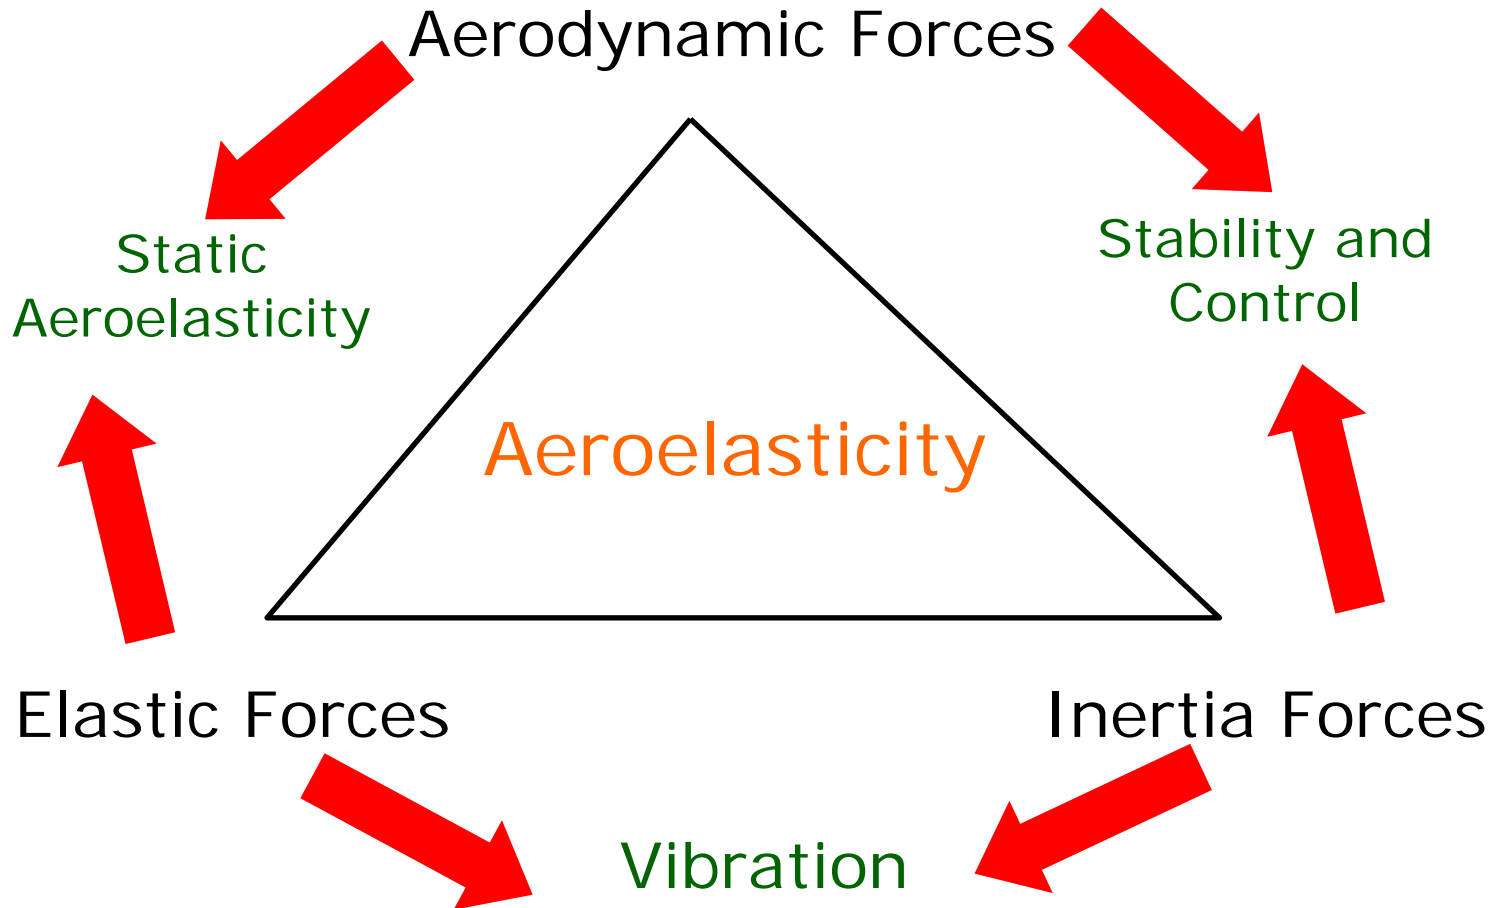 Aerodynamic Forces
Static
Aeroelasticity
Stability and
Control
Aeroelasticity
Elastic Forces
Inertia Forces
Vibration